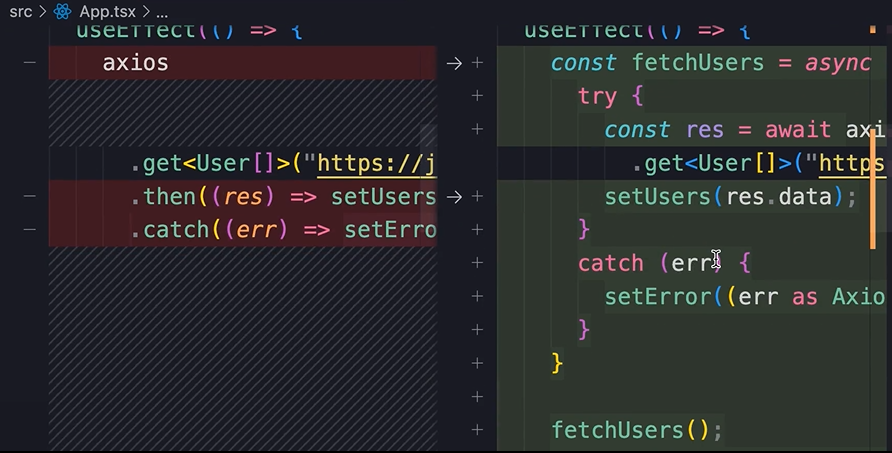 src > App.tsx > ...
useEffect(() => {
axios
.get<User[]>("https://j
.then((res) => setUsers
.catch((err) => setErro
useEffect(() => {
const fetchUsers = async
try {
const res = await axi
.get<User[]>("https
setUsers(res.data);
}
catch (err) {
setError((err as Axio
}
}
fetchUsers();